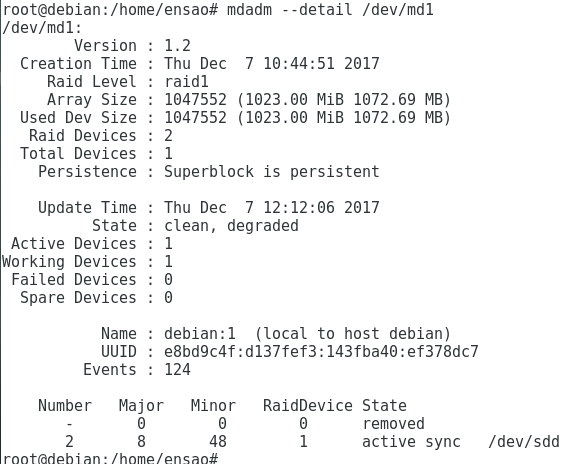 root@debian:/home/ensao# mdadm --detail /dev/md1
/dev/md1:
        Version : 1.2
  Creation Time : Thu Dec  7 10:44:51 2017
     Raid Level : raid1
     Array Size : 1047552 (1023.00 MiB 1072.69 MB)
  Used Dev Size : 1047552 (1023.00 MiB 1072.69 MB)
   Raid Devices : 2
  Total Devices : 1
    Persistence : Superblock is persistent

    Update Time : Thu Dec  7 12:12:06 2017
          State : clean, degraded
 Active Devices : 1
Working Devices : 1
 Failed Devices : 0
  Spare Devices : 0

           Name : debian:1  (local to host debian)
           UUID : e8bd9c4f:d137fef3:143fba40:ef378dc7
         Events : 124

    Number   Major   Minor   RaidDevice State
       -       0        0        0      removed
       2       8       48        1      active sync   /dev/sdd
root@debian:/home/ensao#